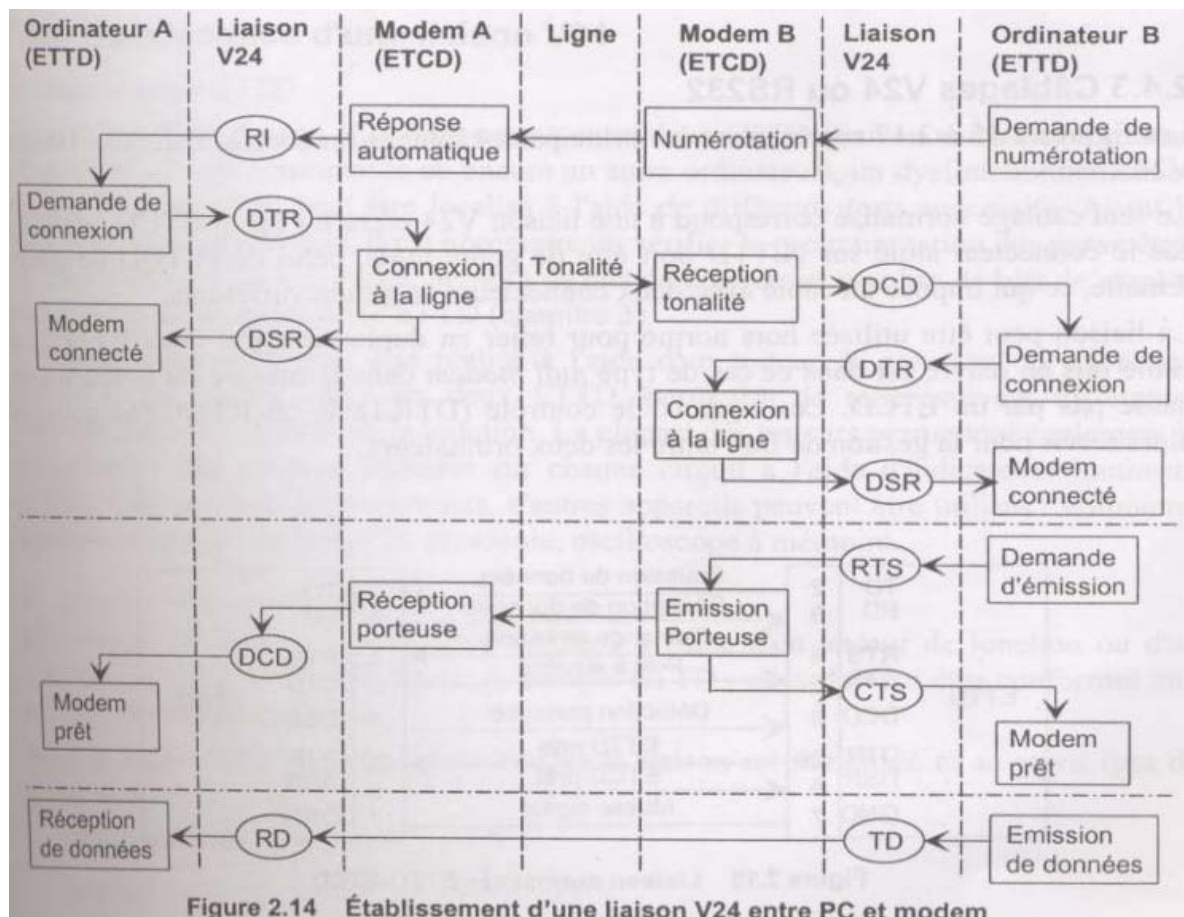 Ordinateur A
(ETTD)
Liaison
V24
Modem A
(ETCD)
Ligne
Modem B
(ETCD)
Liaison
V24
Ordinateur B
(ETTD)
RI
Réponse
automatique
Numérotation
Demande de
numérotation
Demande de
connexion
DTR
Connexion
à la ligne
Tonalité
Réception
tonalité
DCD
Modem
connecté
DSR
DTR
Demande de
connexion
Connexion
à la ligne
DSR
Modem
connecté
RTS
Demande
d'émission
Réception
porteuse
Emission
Porteuse
DCD
CTS
Modem
prêt
Modem
prêt
Réception
de données
RD
TD
Emission
de données
Figure 2.14 Établissement d'une liaison V24 entre PC et modem